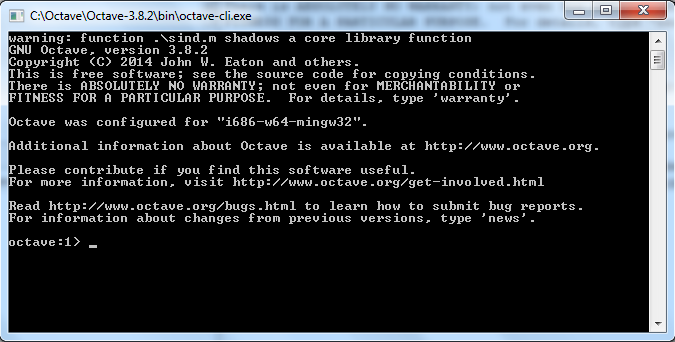 C:\Octave\Octave-3.8.2\bin\octave-cli.exe
warning: function .\sind.m shadows a core library function
GNU Octave, version 3.8.2
Copyright (C) 2014 John W. Eaton and others.
This is free software; see the source code for copying conditions.
There is ABSOLUTELY NO WARRANTY; not even for MERCHANTABILITY or
FITNESS FOR A PARTICULAR PURPOSE.  For details, type 'warranty'.
Octave was configured for "i686-w64-mingw32".
Additional information about Octave is available at http://www.octave.org.
Please contribute if you find this software useful.
For more information, visit http://www.octave.org/get-involved.html
Read http://www.octave.org/bugs.html to learn how to submit bug reports.
For information about changes from previous versions, type 'news'.
octave:1> _